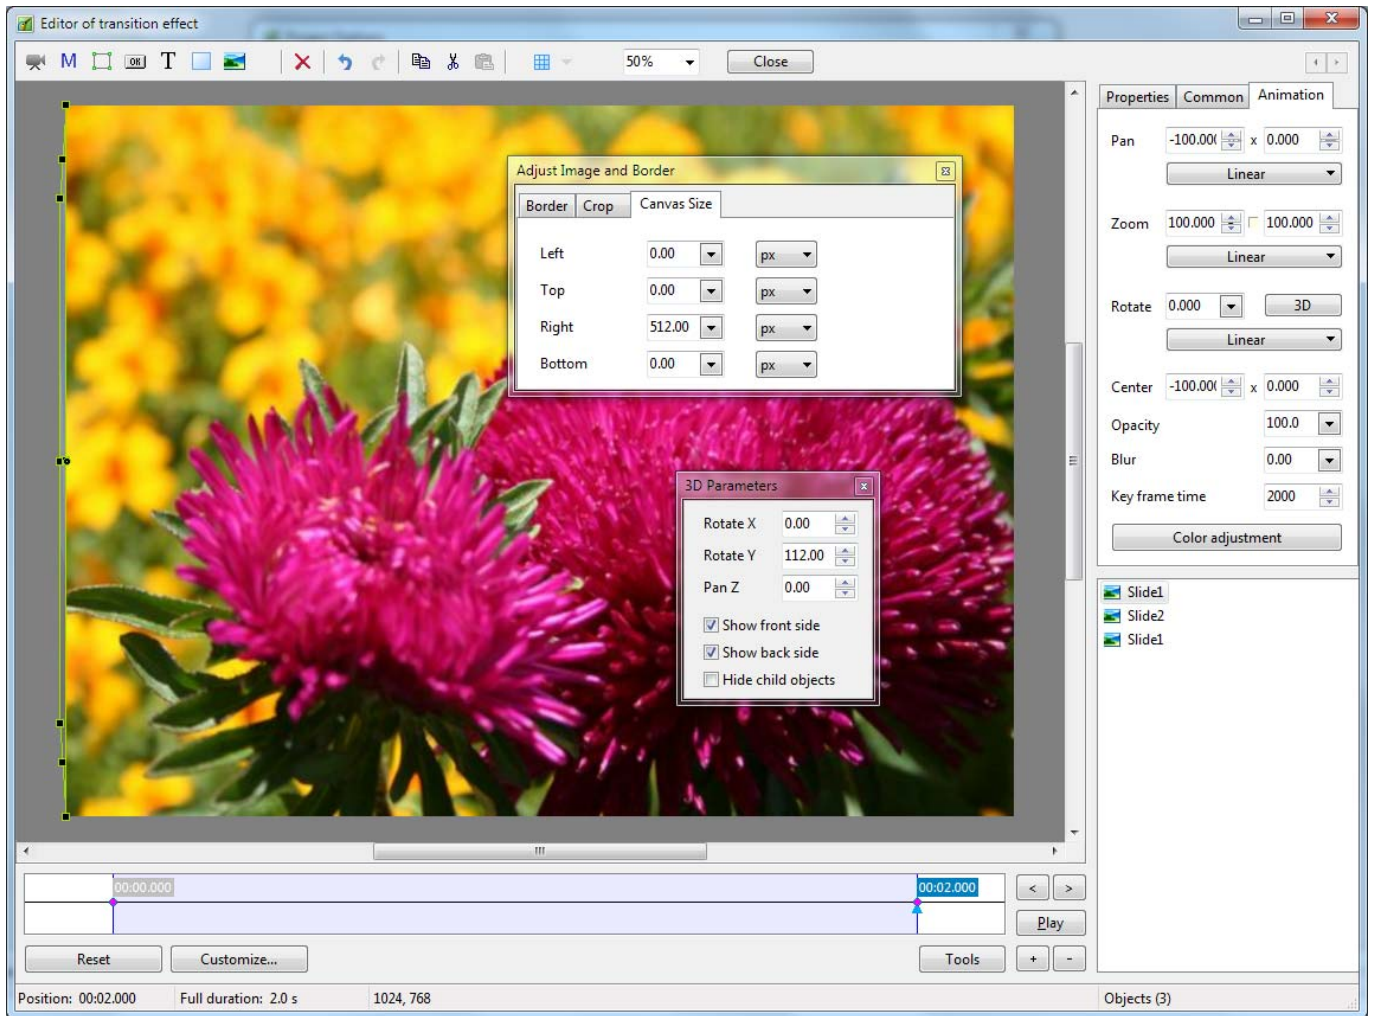 Editor of transition effect
M OK T 50% Close
Properties Common Animation
Pan -100.00( x 0.000
Linear
Zoom 100.000 100.000
Linear
Rotate 0.000 3D
Linear
Center -100.00( x 0.000
Opacity 100.0
Blur 0.00
Key frame time 2000
Color adjustment
Adjust Image and Border
Border Crop Canvas Size
Left 0.00 px
Top 0.00 px
Right 512.00 px
Bottom 0.00 px
3D Parameters
Rotate X 0.00
Rotate Y 112.00
Pan Z 0.00
Show front side
Show back side
Hide child objects
Slide1
Slide2
Slide1
00:00.000 00:02.000
< >
Play
Reset Customize... Tools + -
Position: 00:02.000 Full duration: 2.0 s 1024, 768 Objects (3)